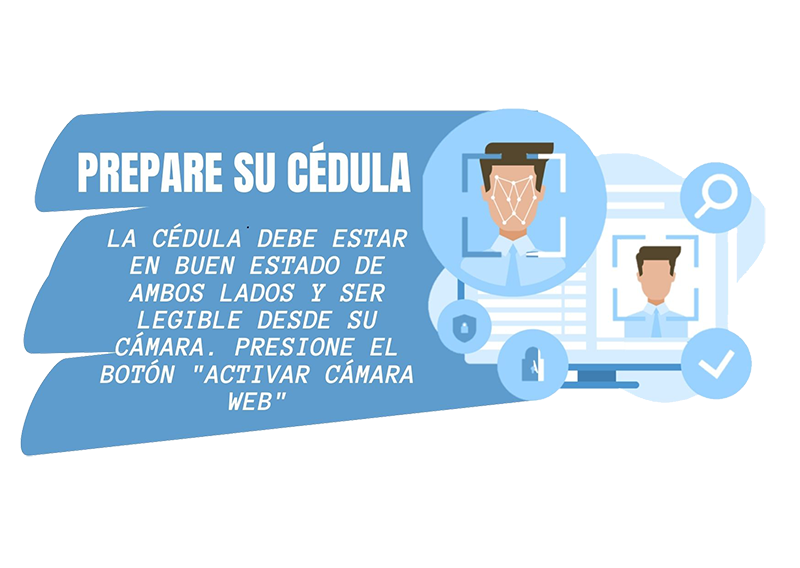 PREPARE SU CÉDULA
LA CÉDULA DEBE ESTAR
EN BUEN ESTADO DE
AMBOS LADOS Y SER
LEGIBLE DESDE SU
CÁMARA. PRESIONE EL
BOTÓN "ACTIVAR CÁMARA
WEB"